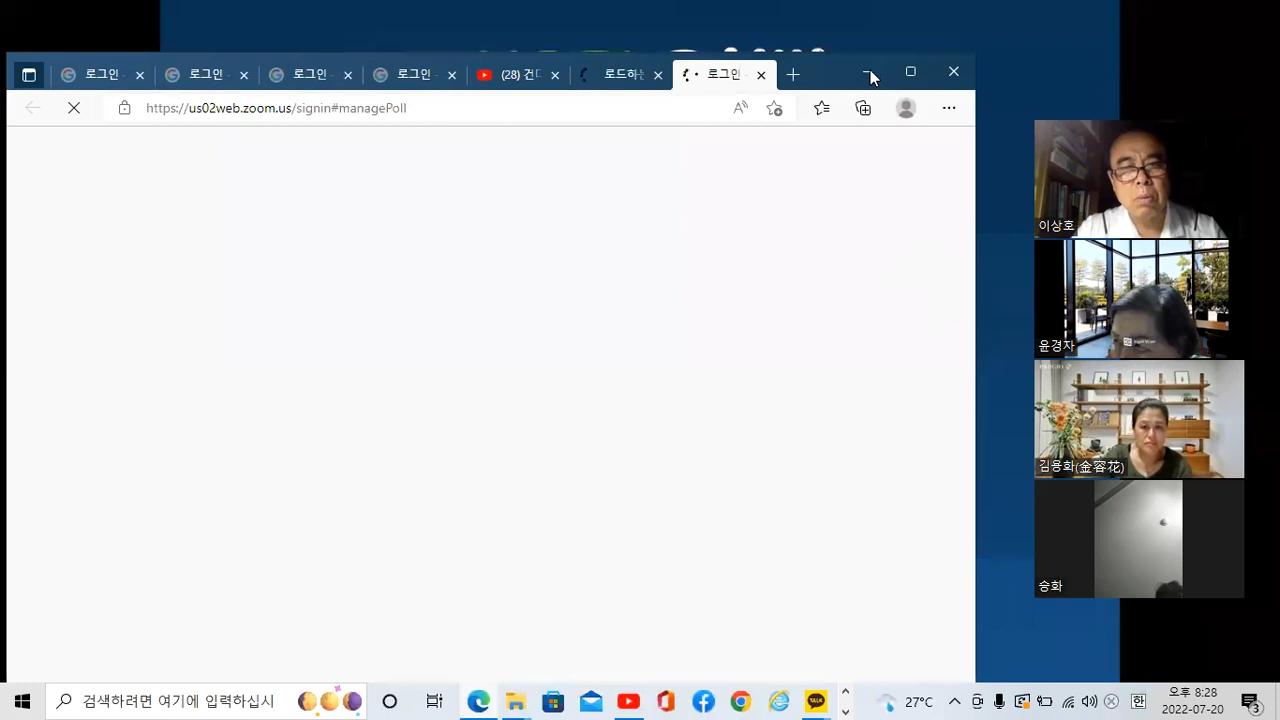 로그인
로그인
로그인
로그인
(28) 건
로드하는
로그인
https://us02web.zoom.us/signin#managePoll
이상호
윤경자
김용화(金容花)
승화
검색하려면 여기에 입력하십시
TALK
27°C
한
오후 8:28
2022-07-20
3